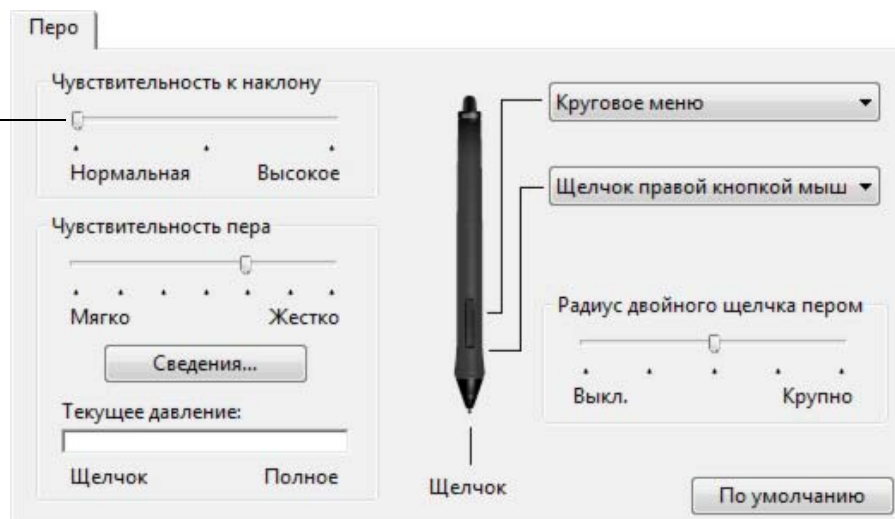 Перо
Чувствительность к наклону
Нормальная Высокое
Чувствительность пера
Мягко Жестко
Сведения...
Текущее давление:
Щелчок Полное
Круговое меню
Щелчок правой кнопкой мыш
Щелчок
Радиус двойного щелчка пером
Выкл. Крупно
По умолчанию